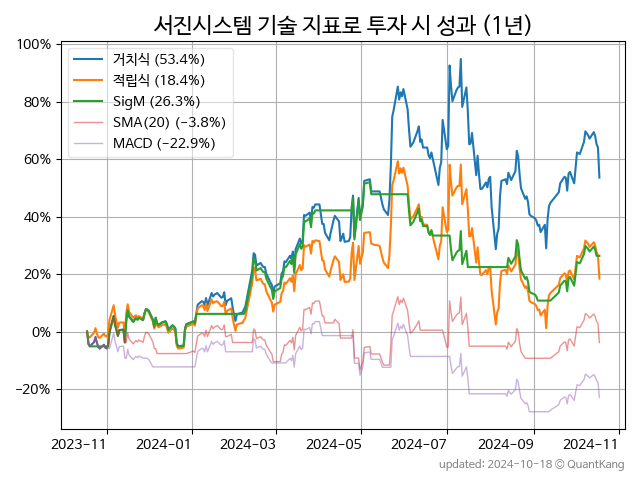 서진시스템 기술 지표로 투자 시 성과 (1년)
100%
80%
60%
40%
20%
0%
−20%
거치식 (53.4%)
적립식 (18.4%)
SigM (26.3%)
SMA(20) (−3.8%)
MACD (−22.9%)
2023-11
2024-01
2024-03
2024-05
2024-07
2024-09
2024-11
updated: 2024-10-18 © QuantKang